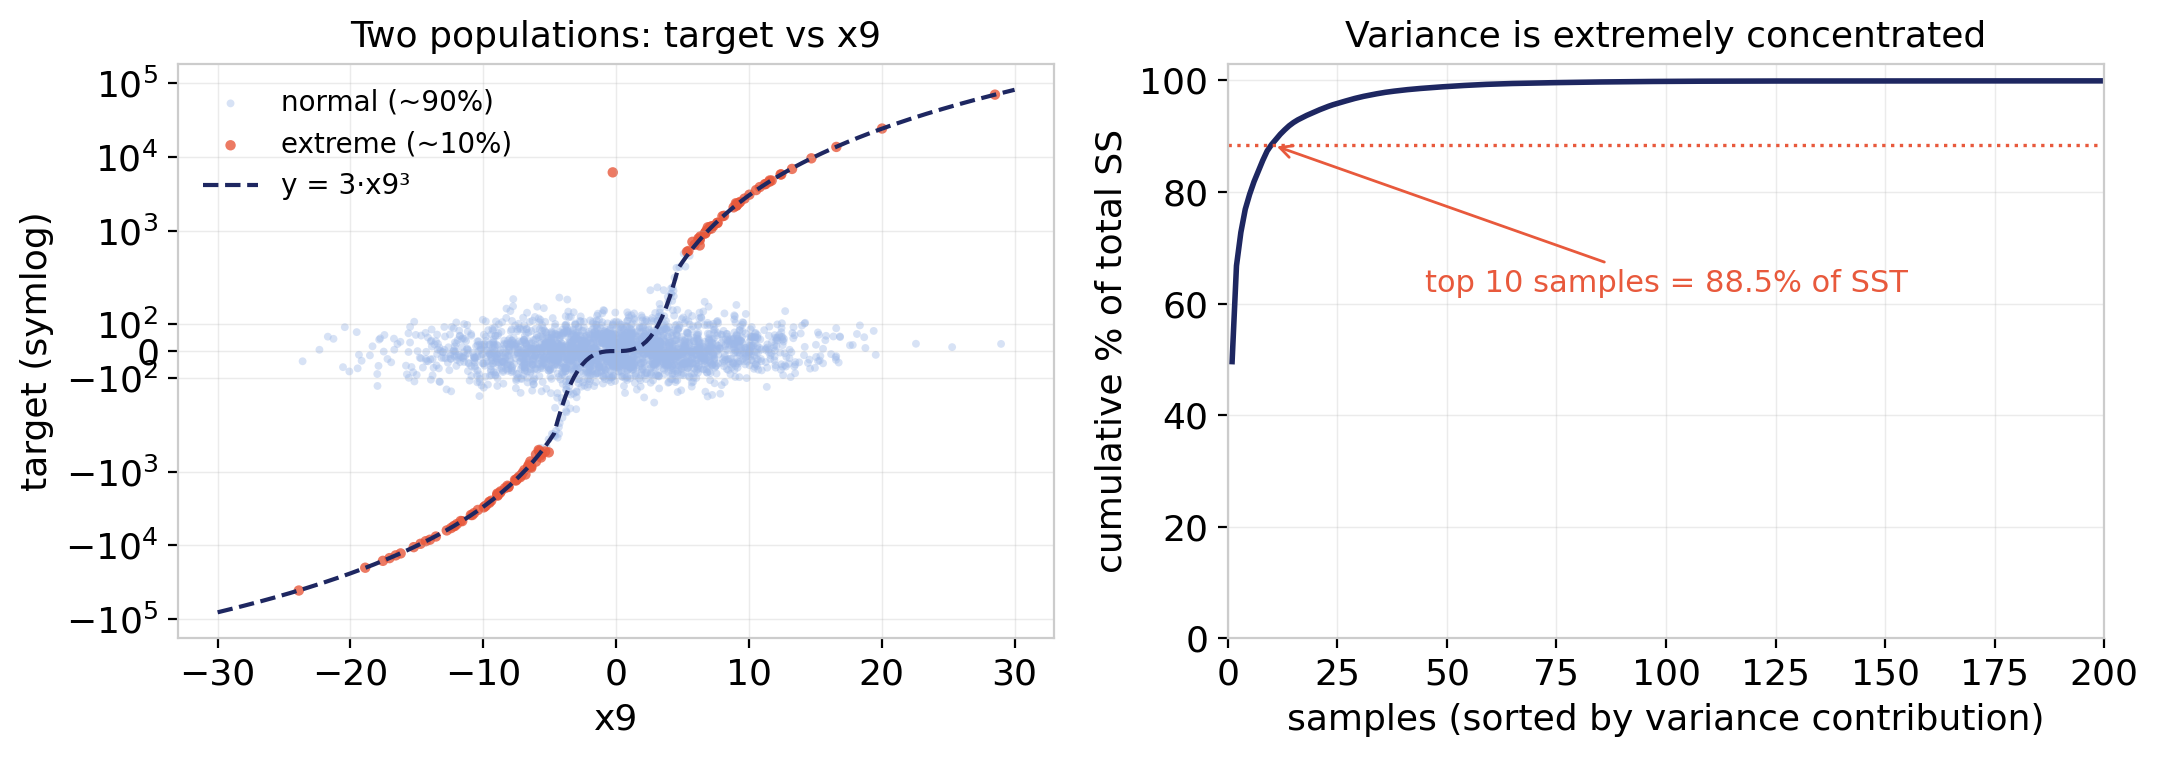 Two populations: target vs x9
normal (~90%)
extreme (~10%)
y = 3·x9³
target (symlog)
10⁵
10⁴
10³
10²
0
−10²
−10³
−10⁴
−10⁵
−30 −20 −10 0 10 20 30
x9
Variance is extremely concentrated
cumulative % of total SS
100
80
60
40
20
0
top 10 samples = 88.5% of SST
0 25 50 75 100 125 150 175 200
samples (sorted by variance contribution)